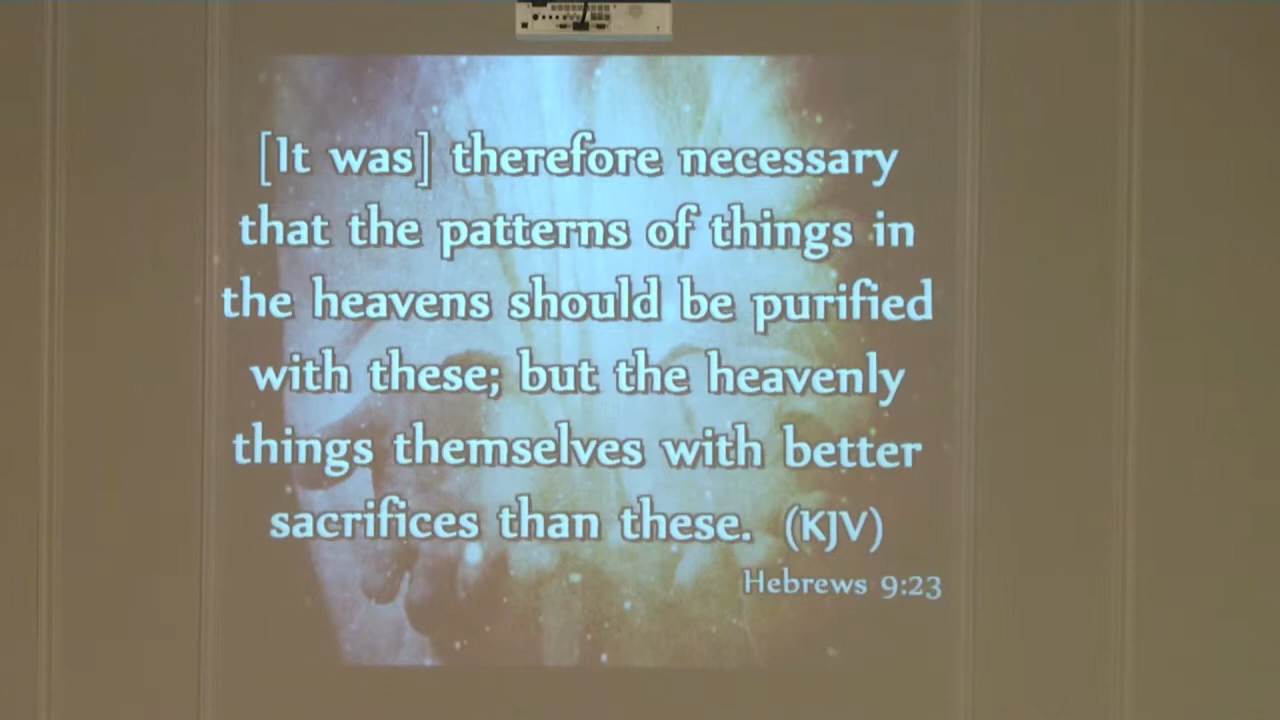 [It was] therefore necessary
that the patterns of things in
the heavens should be purified
with these; but the heavenly
things themselves with better
sacrifices than these. (KJV)
Hebrews 9:23